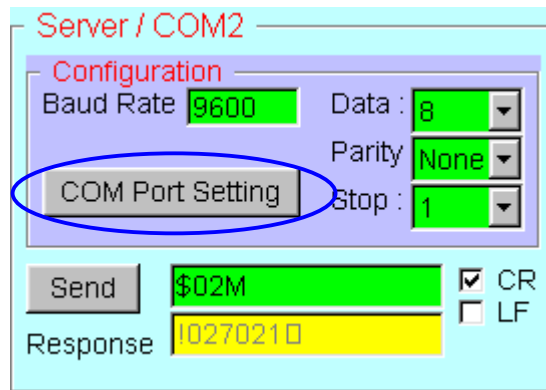 Server / COM2
Configuration
Baud Rate 9600 Data : 8
Parity None
COM Port Setting Stop : 1
Send $02M CR
LF
Response !027021□